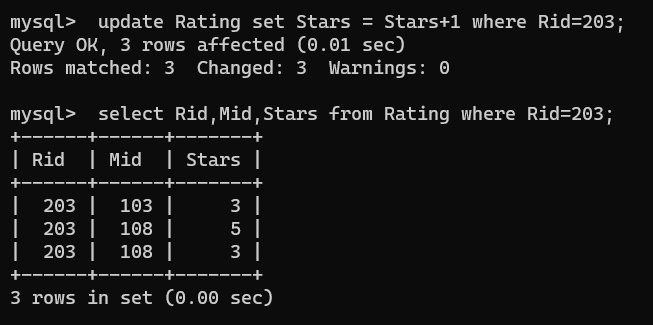 mysql>  update Rating set Stars = Stars+1 where Rid=203;
Query OK, 3 rows affected (0.01 sec)
Rows matched: 3  Changed: 3  Warnings: 0

mysql>  select Rid,Mid,Stars from Rating where Rid=203;
+------+------+-------+
| Rid  | Mid  | Stars |
+------+------+-------+
|  203 |  103 |     3 |
|  203 |  108 |     5 |
|  203 |  108 |     3 |
+------+------+-------+
3 rows in set (0.00 sec)